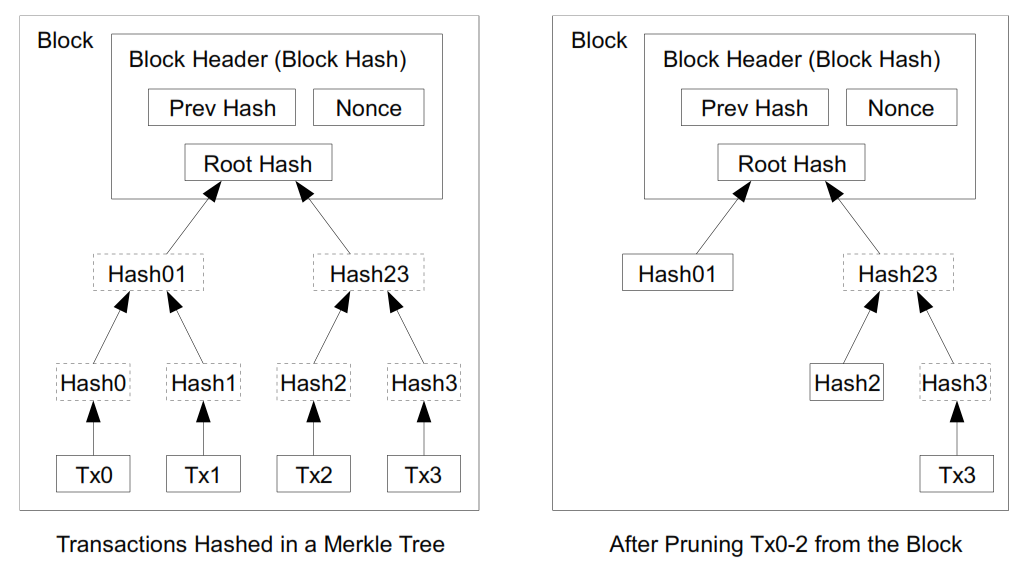 Block
Block Header (Block Hash)
Prev Hash
Nonce
Root Hash
Hash01
Hash23
Hash0
Hash1
Hash2
Hash3
Tx0
Tx1
Tx2
Tx3
Transactions Hashed in a Merkle Tree
Block
Block Header (Block Hash)
Prev Hash
Nonce
Root Hash
Hash01
Hash23
Hash2
Hash3
Tx3
After Pruning Tx0-2 from the Block